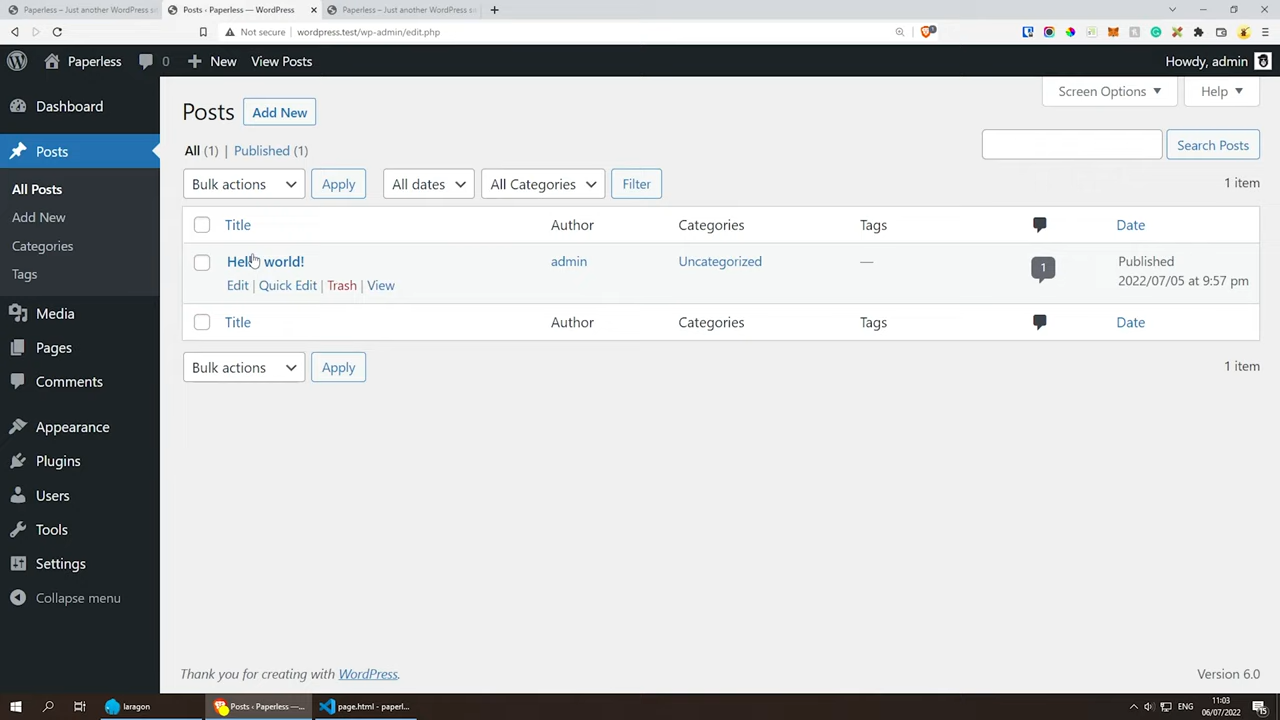 Paperless – Just another WordPress si
Posts ‹ Paperless — WordPress
Paperless – Just another WordPress si
Not secure
wordpress.test/wp-admin/edit.php
Paperless
0
New
View Posts
Howdy, admin
Dashboard
Posts
All Posts
Add New
Categories
Tags
Media
Pages
Comments
Appearance
Plugins
Users
Tools
Settings
Collapse menu
Screen Options
Help
Posts
Add New
All (1) | Published (1)
Search Posts
Bulk actions
Apply
All dates
All Categories
Filter
1 item
Title
Author
Categories
Tags
Date
Hello world!
admin
Uncategorized
—
1
Published
2022/07/05 at 9:57 pm
Edit | Quick Edit | Trash | View
Title
Author
Categories
Tags
Date
Bulk actions
Apply
1 item
Thank you for creating with WordPress.
Version 6.0
laragon
Posts ‹ Paperless —...
page.html - paperl...
ENG
11:03
06/07/2022